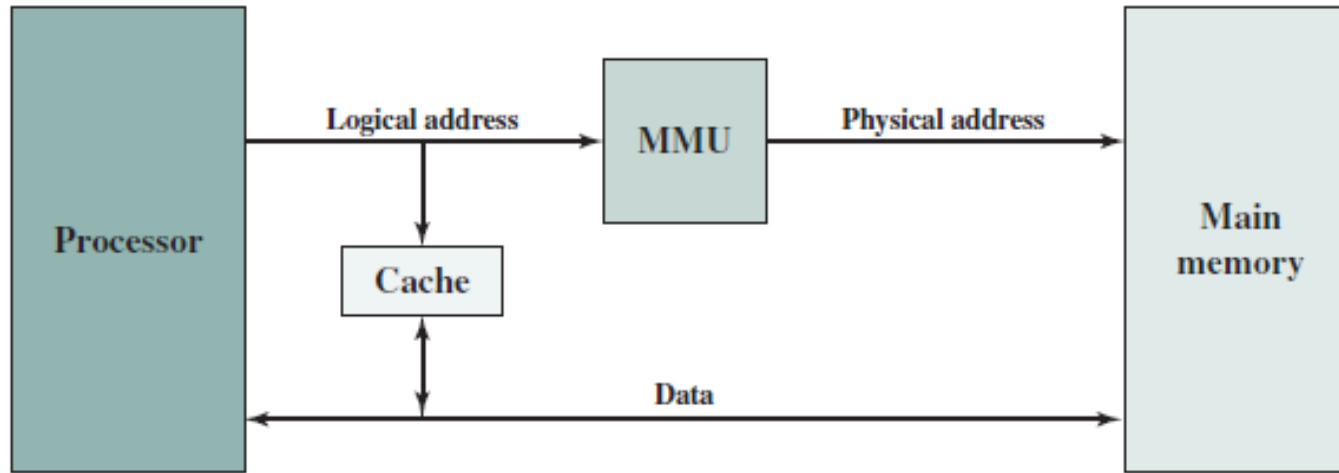 Logical address
Physical address
MMU
Processor
Main
memory
Cache
Data